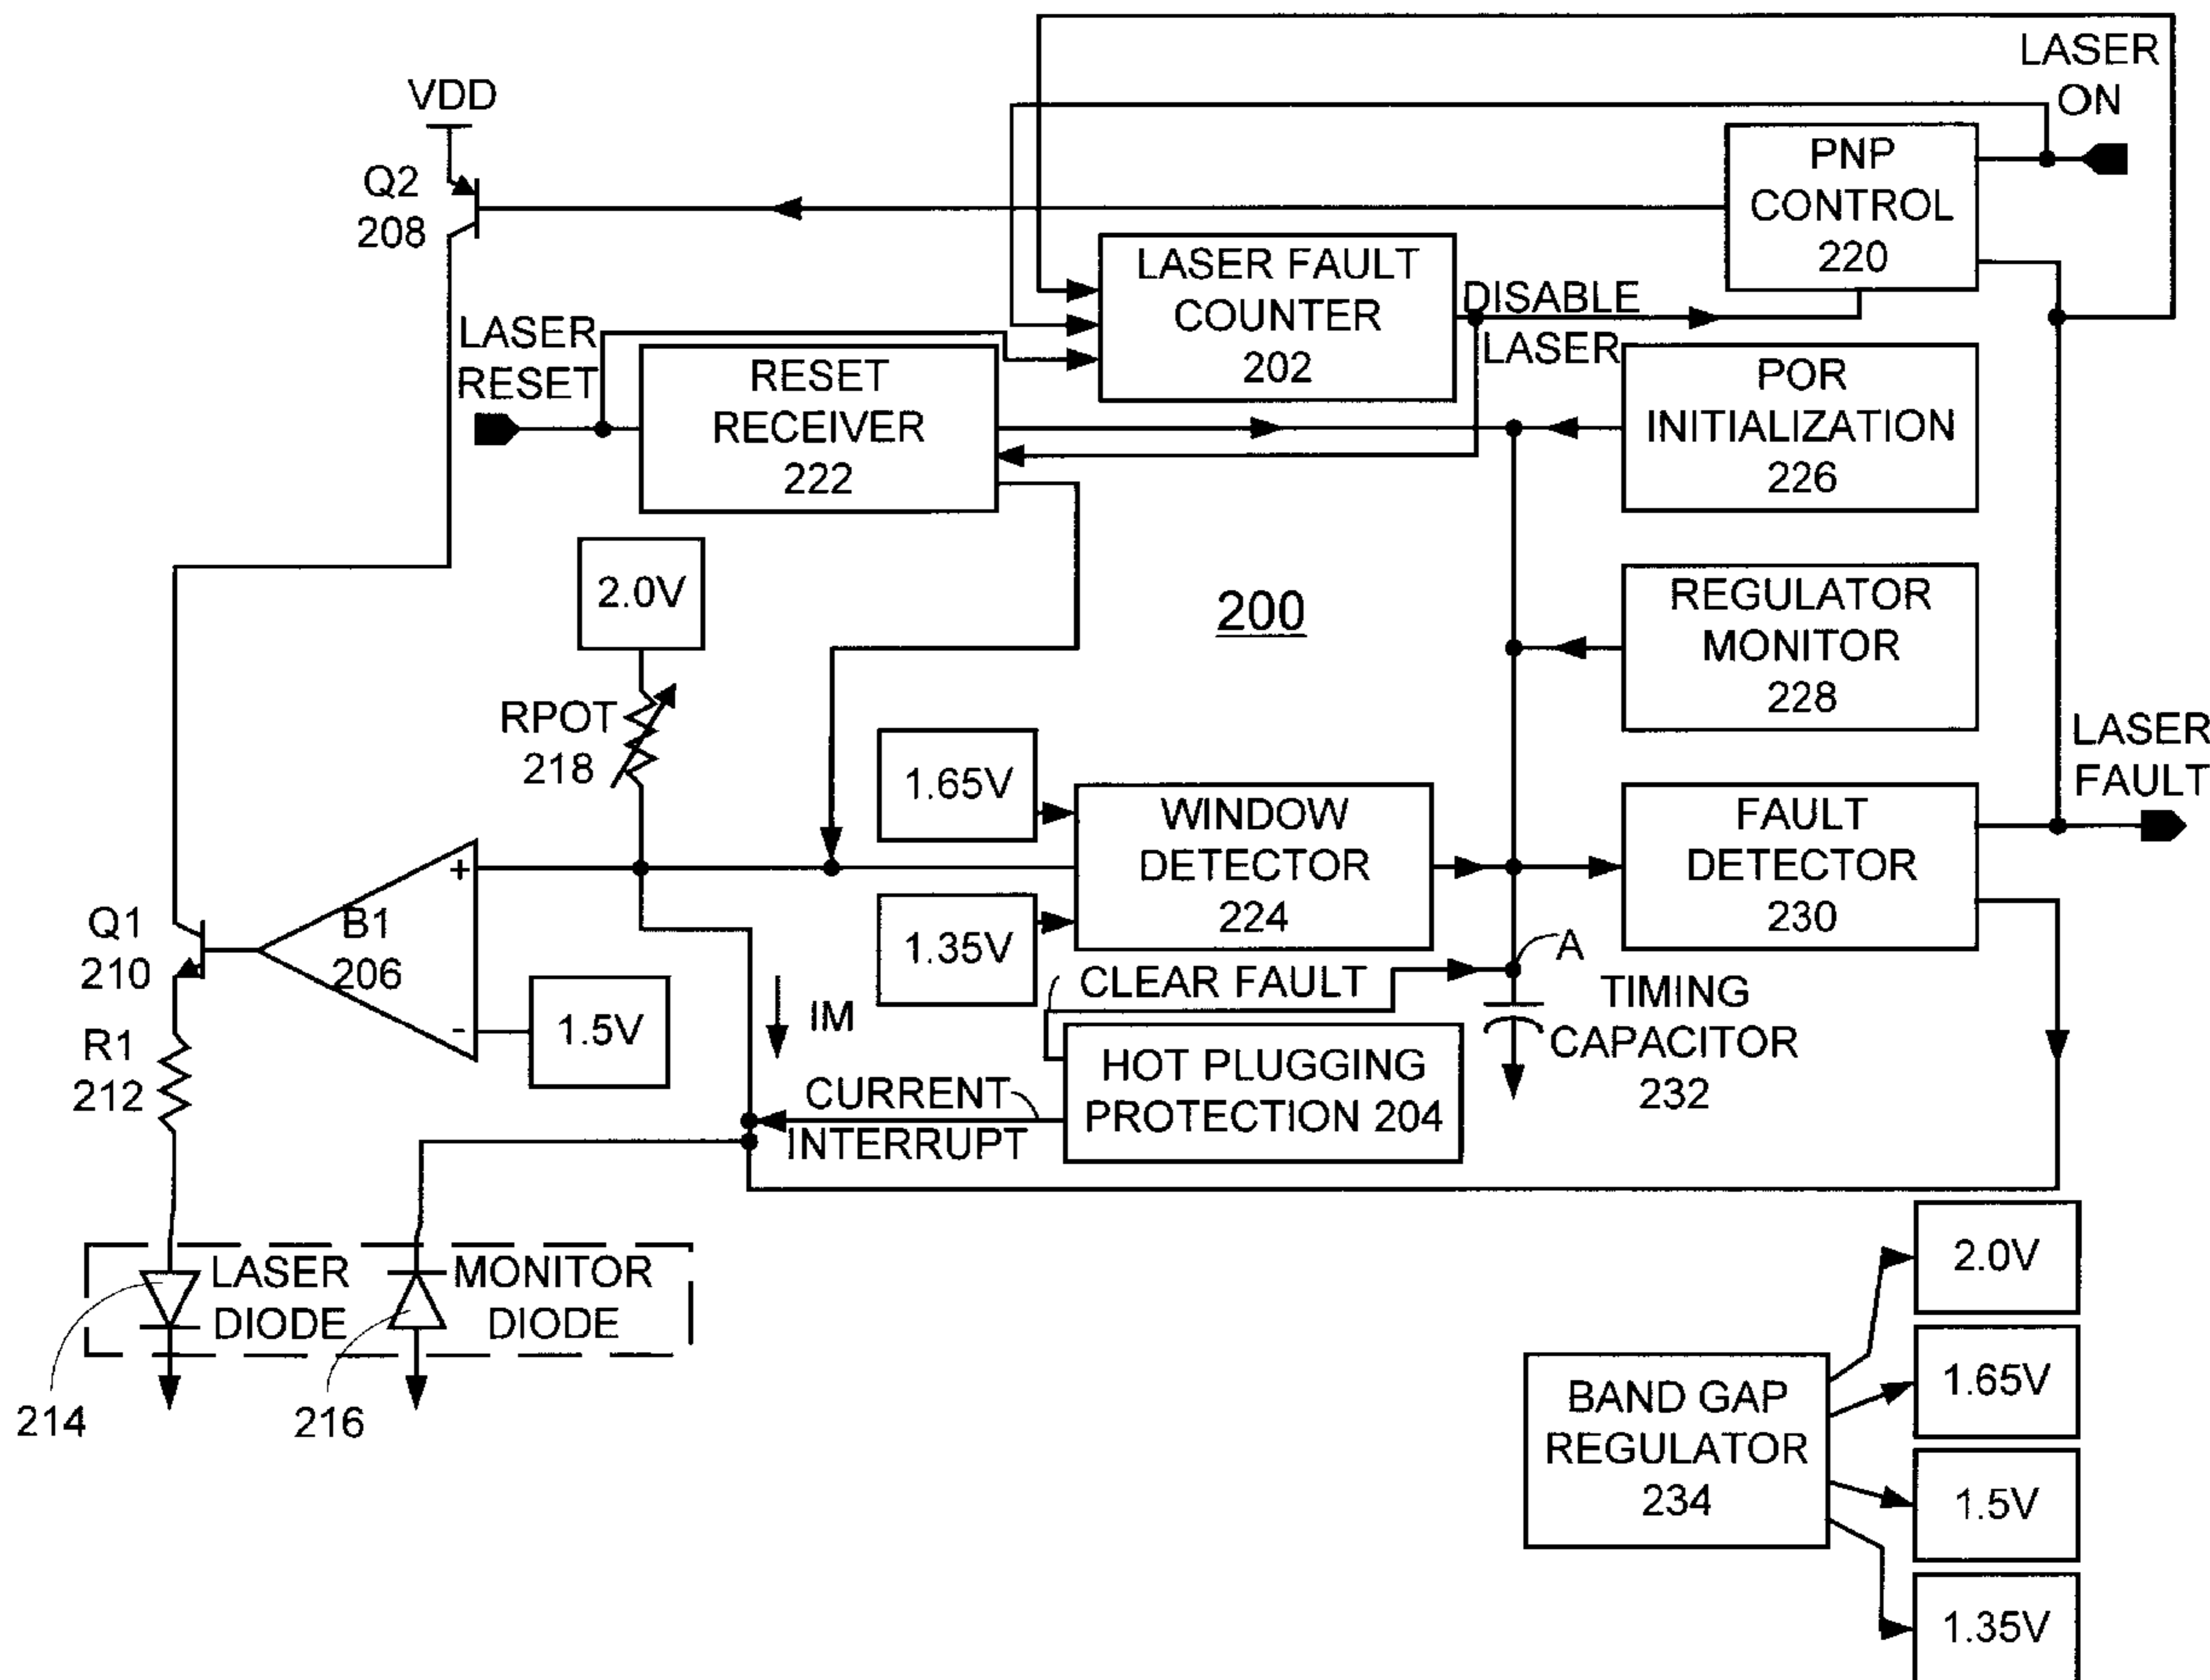 LASER
ON
VDD
PNP
CONTROL
220
Q2
208
LASER FAULT
COUNTER
202
DISABLE
LASER
LASER
RESET
RESET
RECEIVER
222
POR
INITIALIZATION
226
2.0V
200
REGULATOR
MONITOR
228
RPOT
218
LASER
FAULT
1.65V
WINDOW
DETECTOR
224
FAULT
DETECTOR
230
+
B1
206
-
Q1
210
1.35V
A
CLEAR FAULT
TIMING
CAPACITOR
232
1.5V
IM
R1
212
HOT PLUGGING
PROTECTION 204
CURRENT
INTERRUPT
LASER
DIODE
MONITOR
DIODE
214
216
BAND GAP
REGULATOR
234
2.0V
1.65V
1.5V
1.35V